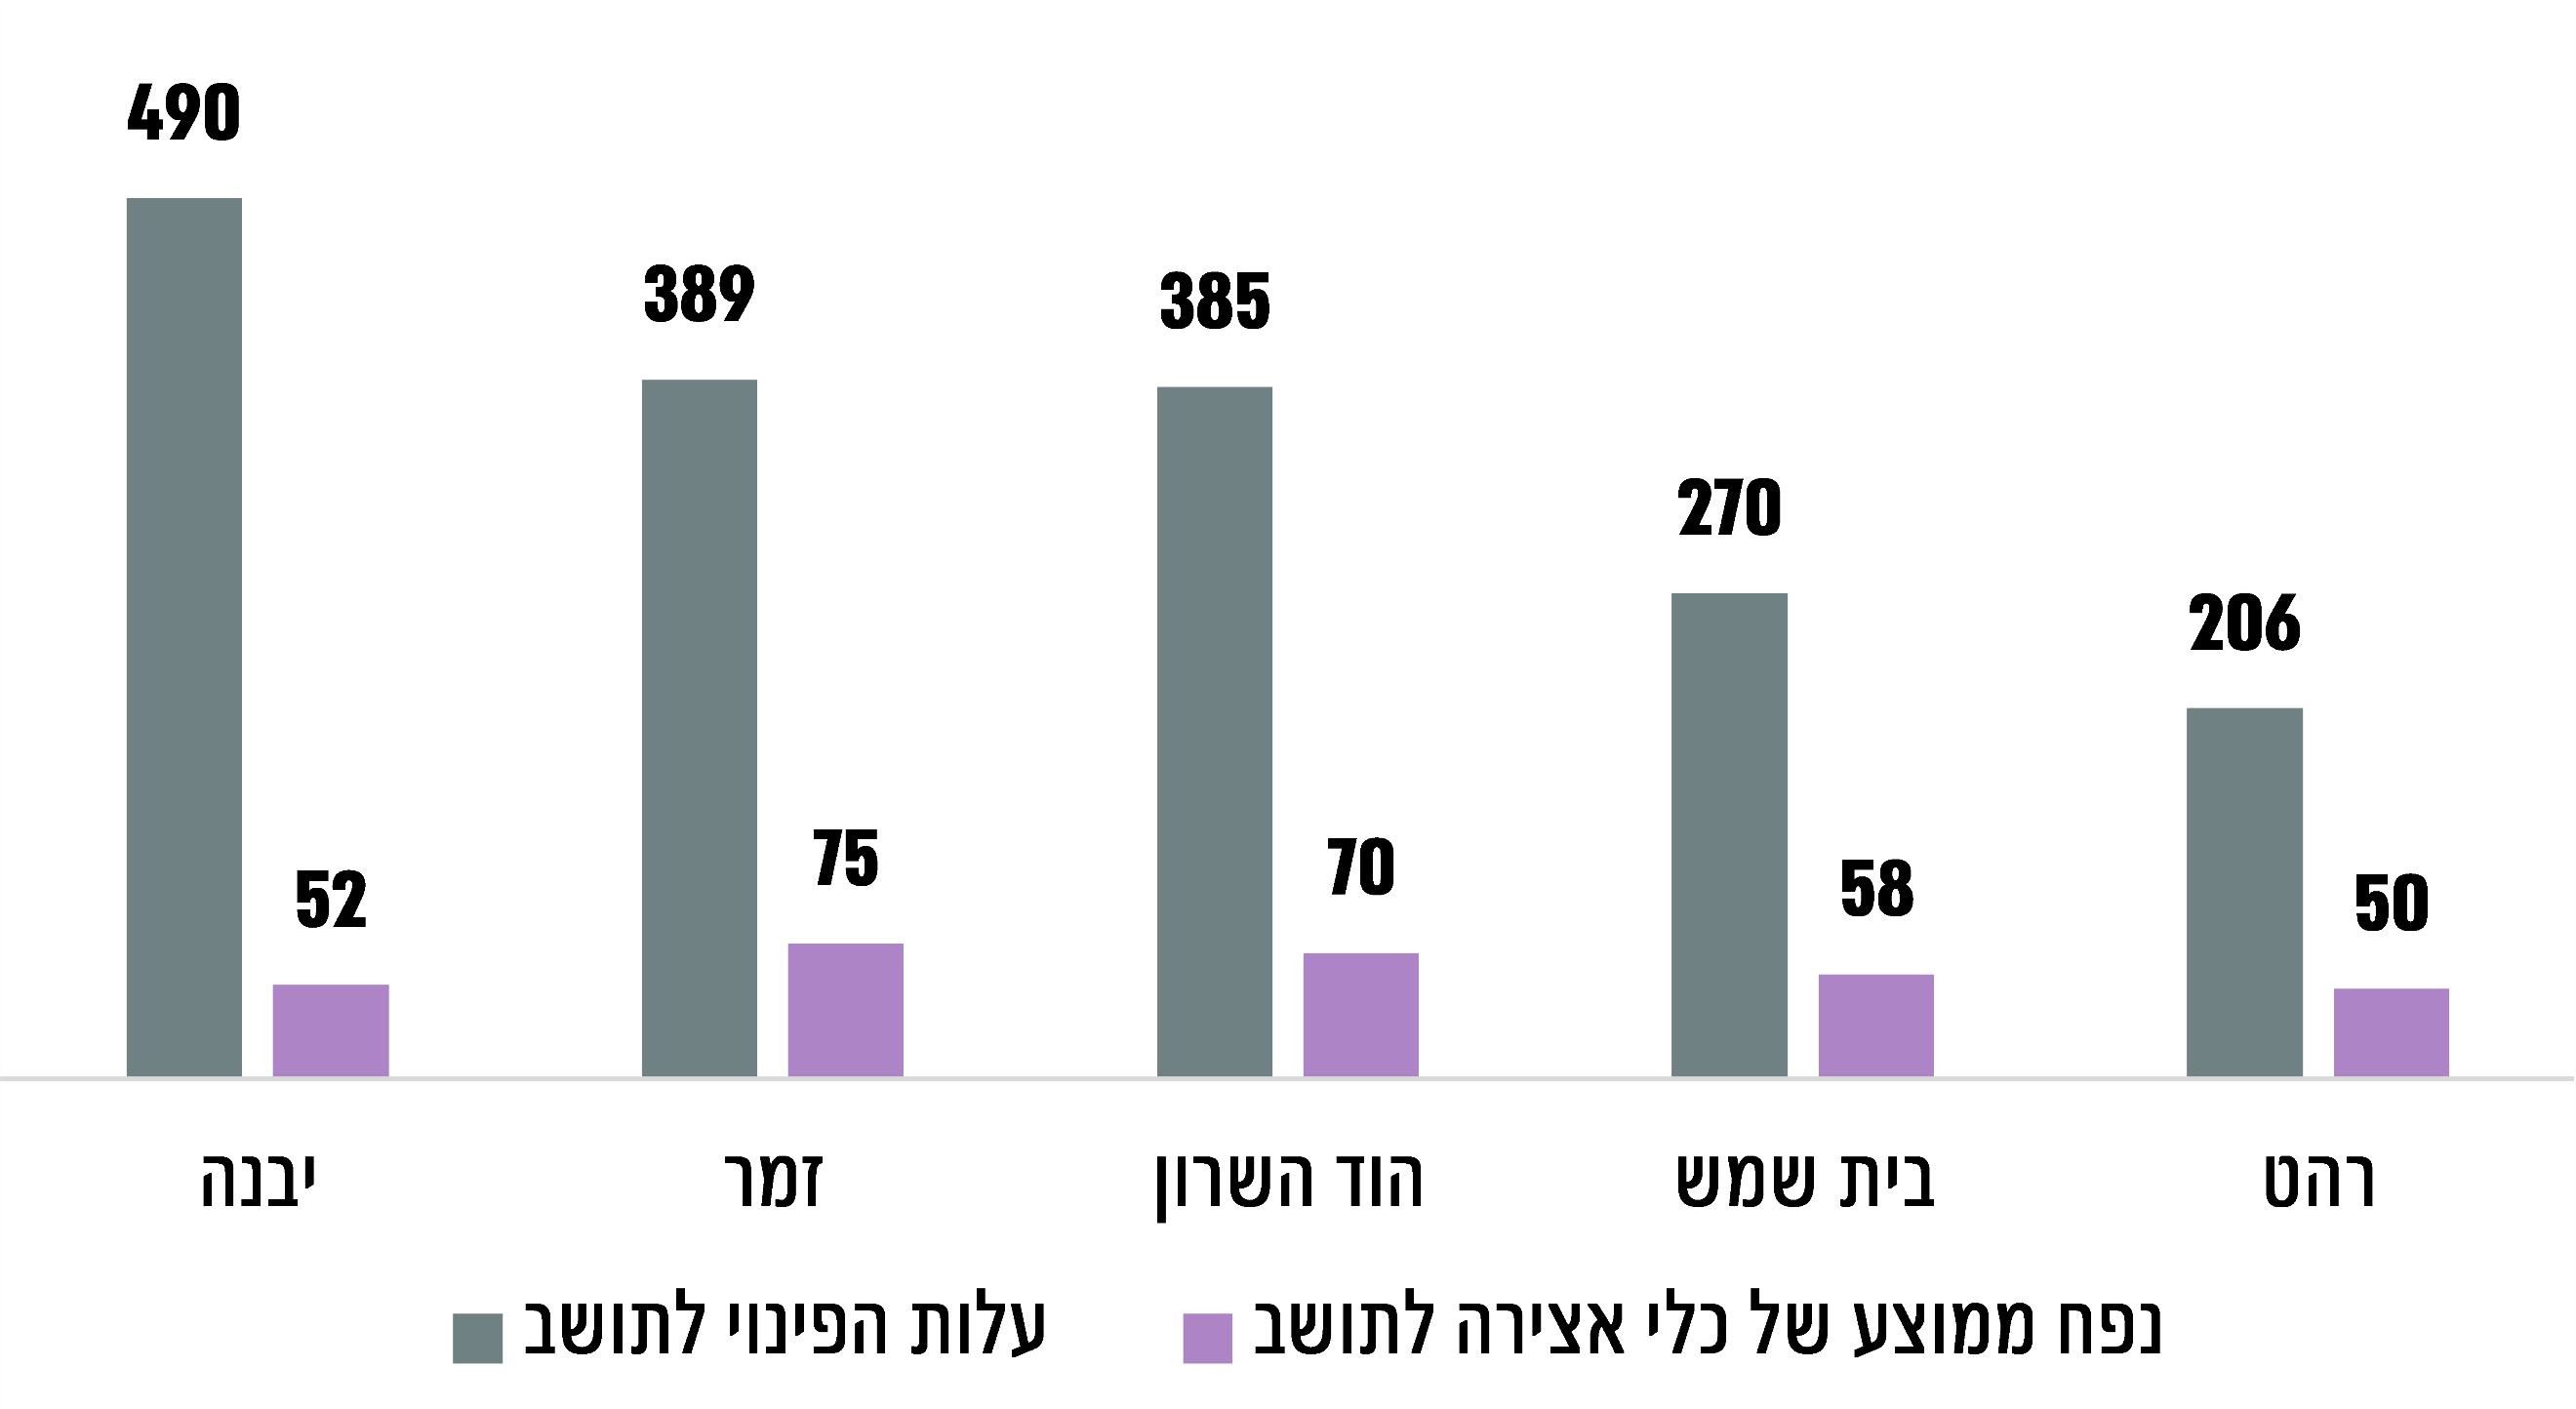 490
389
385
270
206
52
75
70
58
50
יבנה
זמר
הוד השרון
בית שמש
רהט
עלות הפינוי לתושב
נפח ממוצע של כלי אצירה לתושב